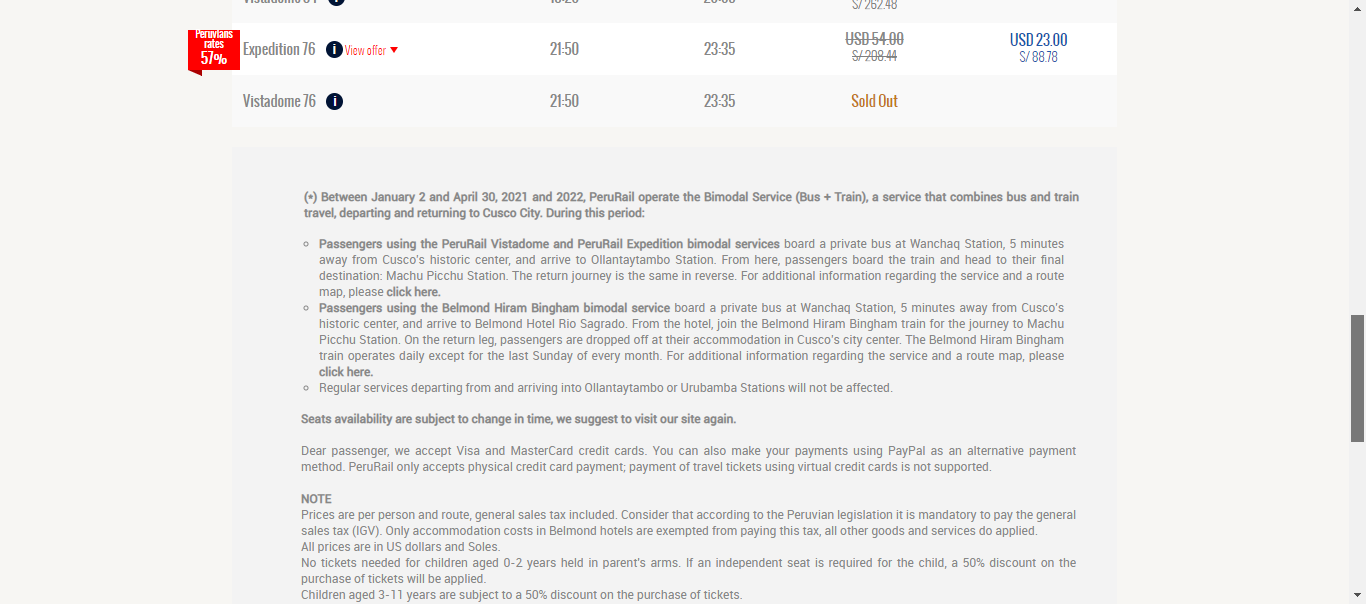 Vistadome 64 19:20 20:55
S/ 262.48
Peruvians rates 57%
Expedition 76 i View offer 21:50 23:35 USD 54.00 USD 23.00
S/ 208.44 S/ 88.78
Vistadome 76 i 21:50 23:35 Sold Out
(*) Between January 2 and April 30, 2021 and 2022, PeruRail operate the Bimodal Service (Bus + Train), a service that combines bus and train
travel, departing and returning to Cusco City. During this period:
Passengers using the PeruRail Vistadome and PeruRail Expedition bimodal services board a private bus at Wanchaq Station, 5 minutes
away from Cusco's historic center, and arrive to Ollantaytambo Station. From here, passengers board the train and head to their final
destination: Machu Picchu Station. The return journey is the same in reverse. For additional information regarding the service and a route
map, please click here.
Passengers using the Belmond Hiram Bingham bimodal service board a private bus at Wanchaq Station, 5 minutes away from Cusco's
historic center, and arrive to Belmond Hotel Rio Sagrado. From the hotel, join the Belmond Hiram Bingham train for the journey to Machu
Picchu Station. On the return leg, passengers are dropped off at their accommodation in Cusco's city center. The Belmond Hiram Bingham
train operates daily except for the last Sunday of every month. For additional information regarding the service and a route map, please
click here.
Regular services departing from and arriving into Ollantaytambo or Urubamba Stations will not be affected.
Seats availability are subject to change in time, we suggest to visit our site again.
Dear passenger, we accept Visa and MasterCard credit cards. You can also make your payments using PayPal as an alternative payment
method. PeruRail only accepts physical credit card payment; payment of travel tickets using virtual credit cards is not supported.
NOTE
Prices are per person and route, general sales tax included. Consider that according to the Peruvian legislation it is mandatory to pay the general
sales tax (IGV). Only accommodation costs in Belmond hotels are exempted from paying this tax, all other goods and services do applied.
All prices are in US dollars and Soles.
No tickets needed for children aged 0-2 years held in parent's arms. If an independent seat is required for the child, a 50% discount on the
purchase of tickets will be applied.
Children aged 3-11 years are subject to a 50% discount on the purchase of tickets.